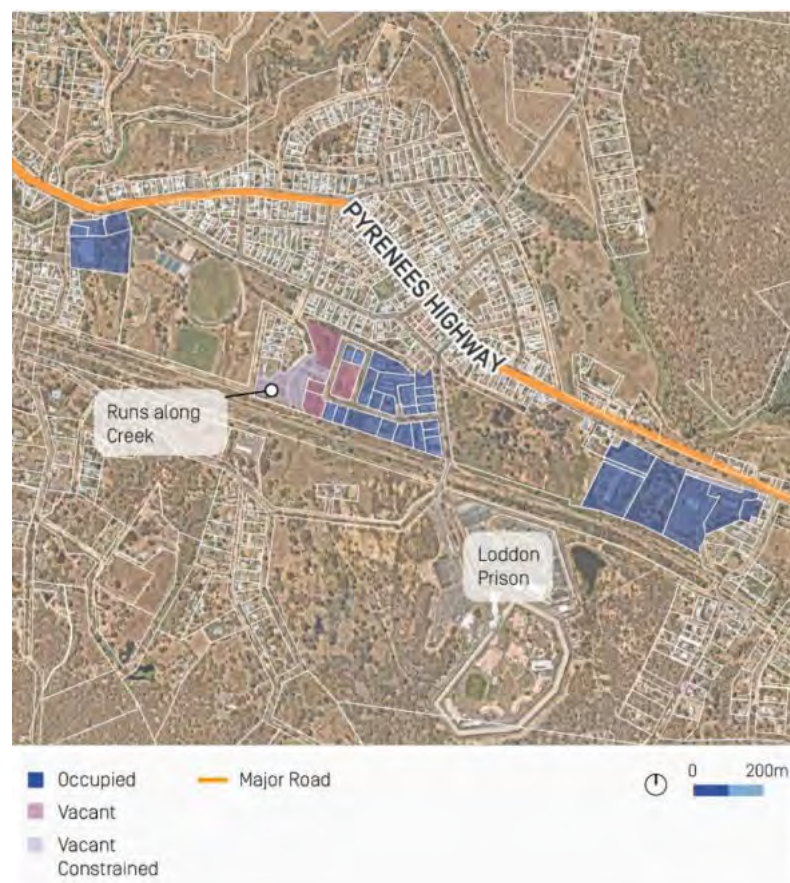 PYRENEES HIGHWAY
Runs along
Creek
Loddon
Prison
Occupied
Major Road
0 200m
Vacant
Vacant
Constrained